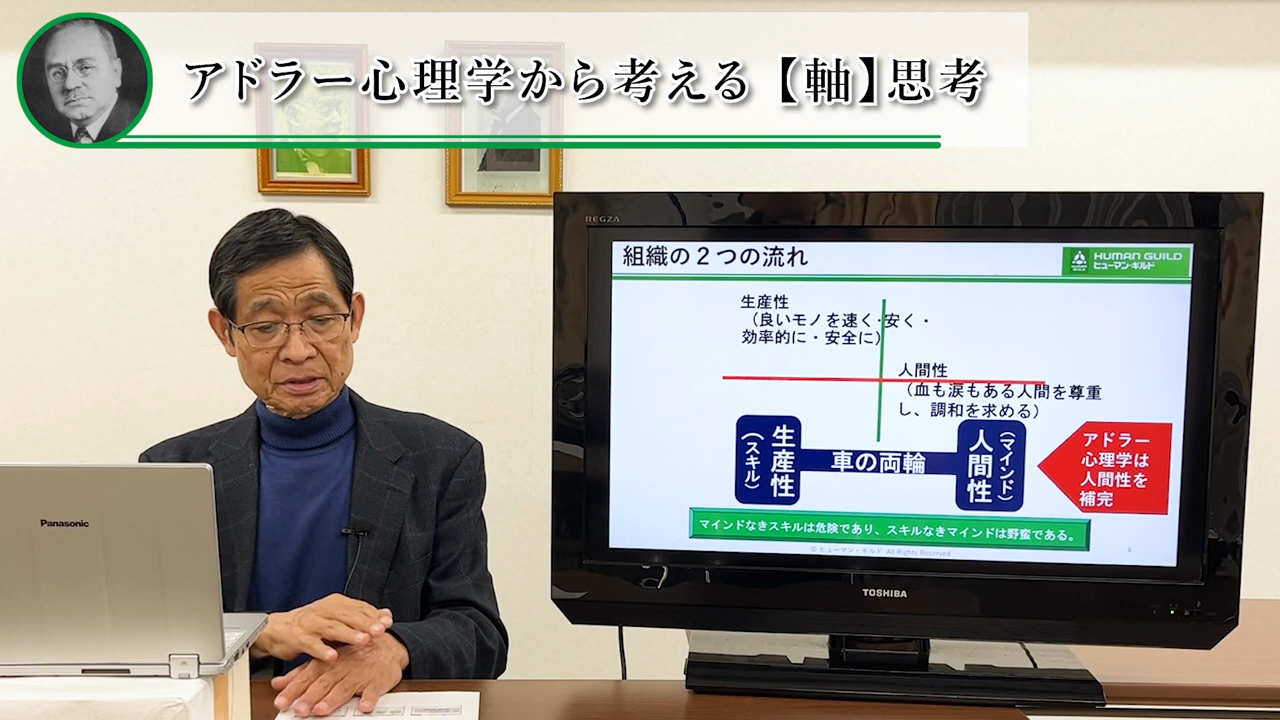 アドラー心理学から考える【軸】思考
REGZA
組織の2つの流れ
HUMAN GUILD
ヒューマン・ギルド
生産性
（良いモノを速く・安く・
効率的に・安全に）
人間性
（血も涙もある人間を尊重
し、調和を求める）
生産性
（スキル）
車の両輪
人間性
（マインド）
アドラー
心理学は
人間性を
補完
マインドなきスキルは危険であり、スキルなきマインドは野蛮である。
© ヒューマン・ギルド All Rights Reserved
4
TOSHIBA
Panasonic